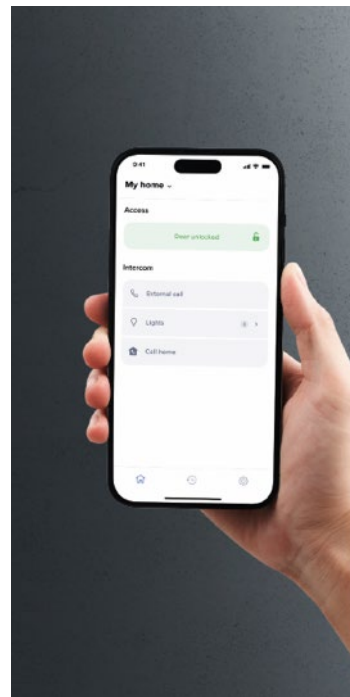 9:41
My home
Access
Door unlocked
Intercom
External call
Lights
Call home